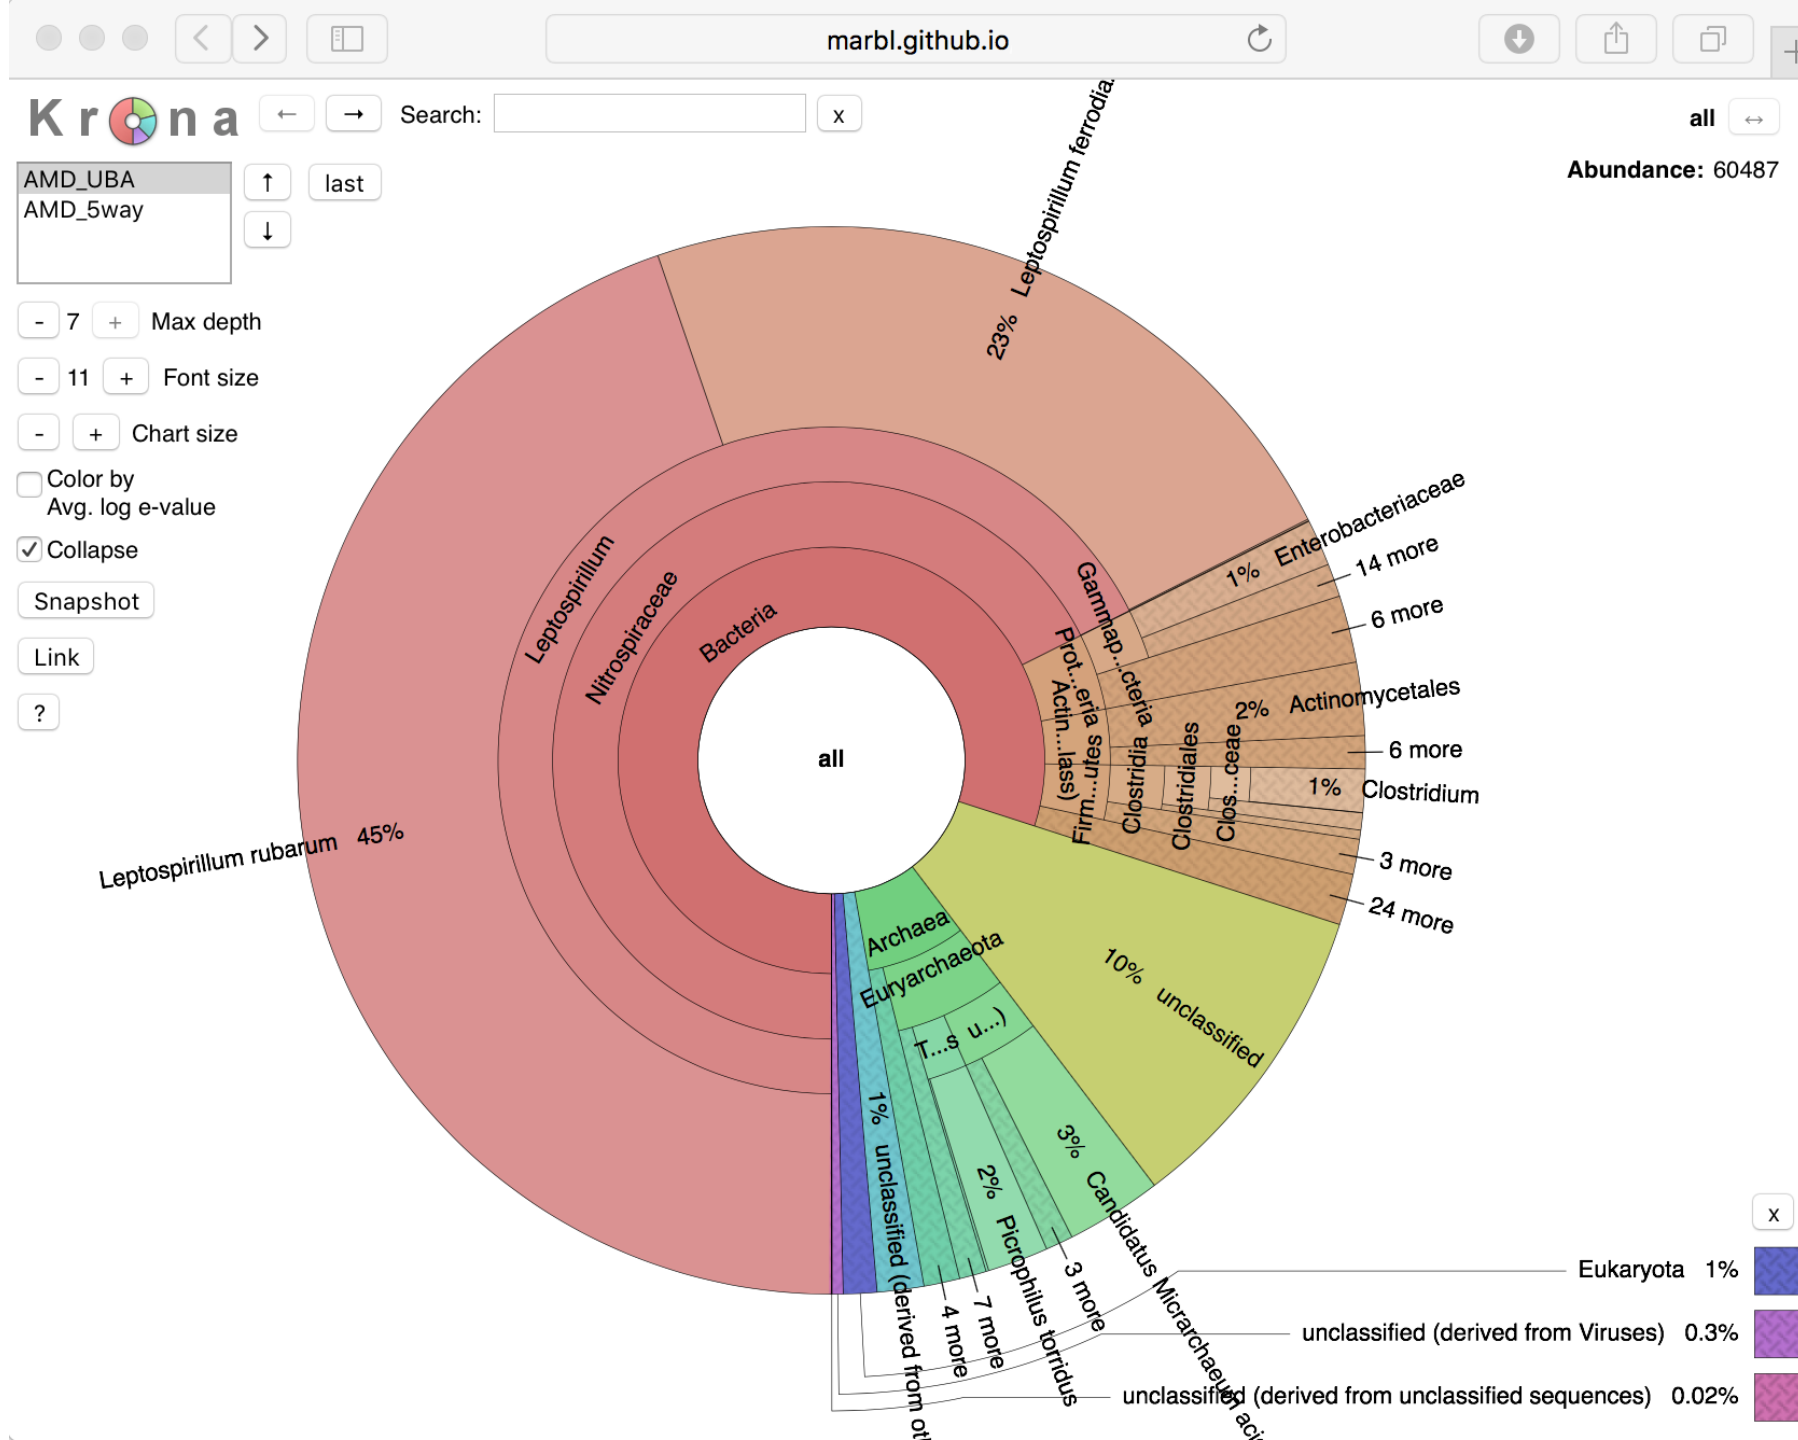 marbl.github.io
Krona
←
→
Search:
x
all
↔
Abundance: 60487
AMD_UBA
AMD_5way
↑
last
↓
- 7 + Max depth
- 11 + Font size
- + Chart size
Color by
Avg. log e-value
Collapse
Snapshot
Link
?
23% Leptospirillum ferrodia.
Leptospirillum
Nitrospiraceae
Bacteria
all
Leptospirillum rubarum 45%
Gammap...cteria
Prot...eria
Actin...lass)
Firm...utes
Clostridia
Clostridiales
Clos...ceae
1% Enterobacteriaceae
14 more
6 more
2% Actinomycetales
6 more
1% Clostridium
3 more
24 more
10% unclassified
Archaea
Euryarchaeota
T...s
u...)
3% Candidatus Micrarchaeum aci
3 more
2% Picrophilus torridus
7 more
4 more
1% unclassified (derived from ot
x
Eukaryota 1%
unclassified (derived from Viruses) 0.3%
unclassified (derived from unclassified sequences) 0.02%